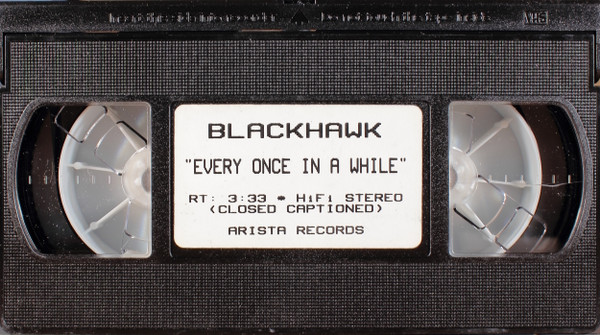 VHS
BLACKHAWK
"EVERY ONCE IN A WHILE"
RT: 3:33 * HiFi STEREO
(CLOSED CAPTIONED)
ARISTA RECORDS